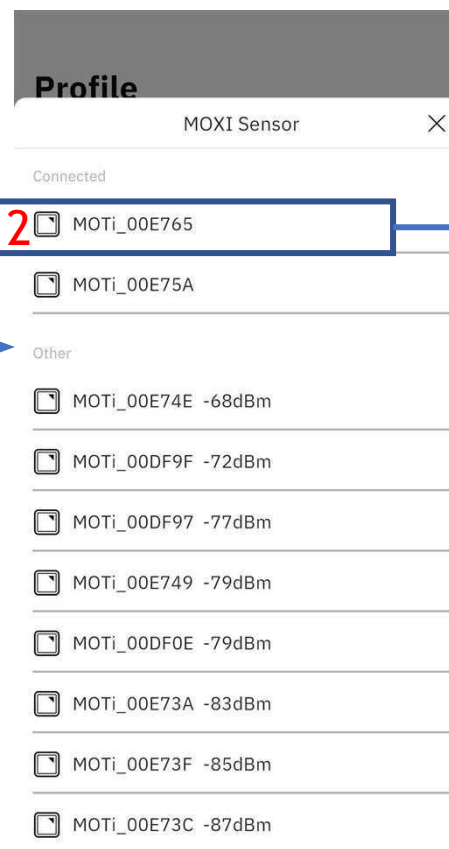 Profile
MOXI Sensor
Connected
2
MOTi_00E765
MOTi_00E75A
Other
MOTi_00E74E -68dBm
MOTi_00DF9F -72dBm
MOTi_00DF97 -77dBm
MOTi_00E749 -79dBm
MOTi_00DF0E -79dBm
MOTi_00E73A -83dBm
MOTi_00E73F -85dBm
MOTi_00E73C -87dBm